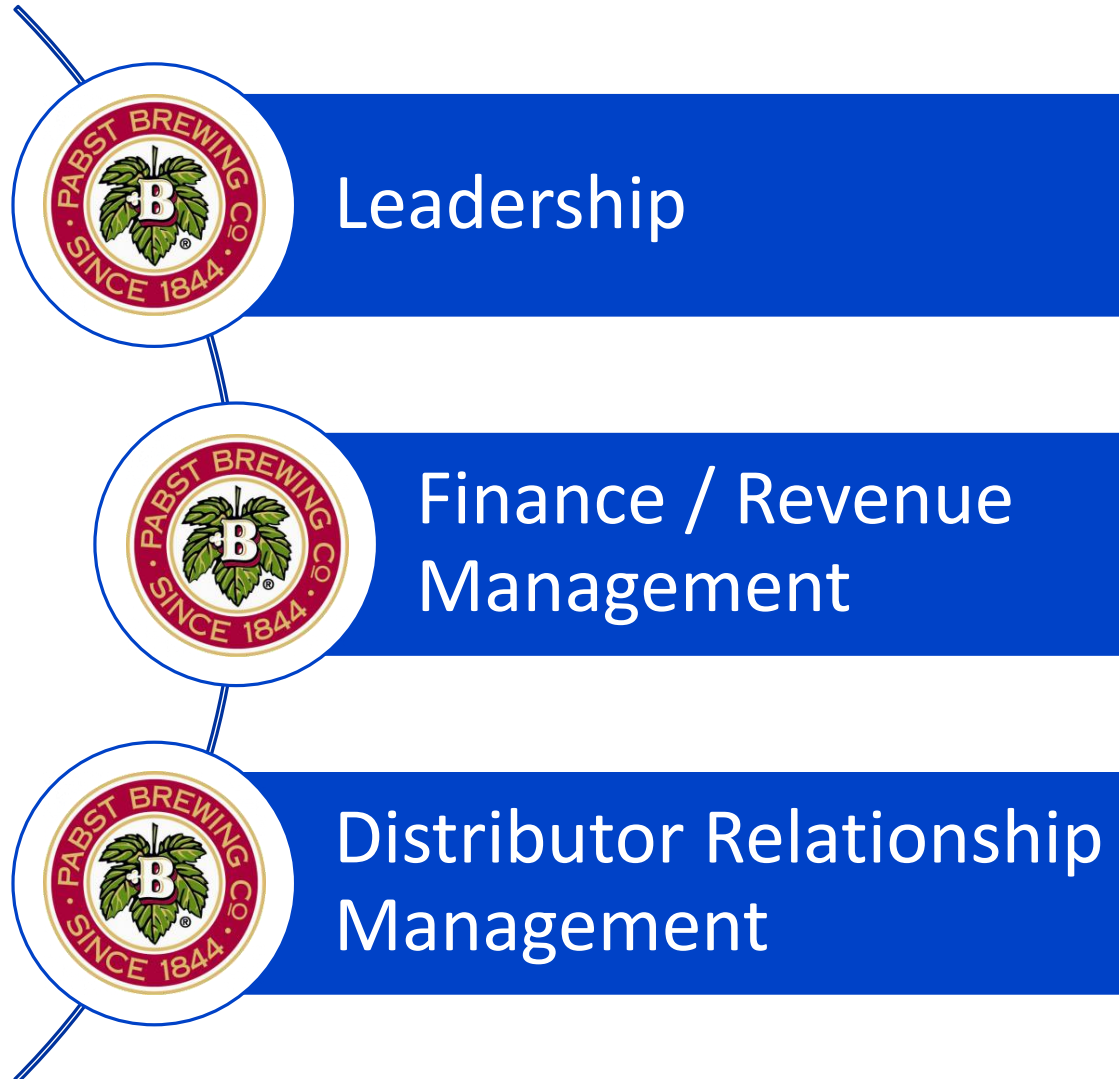 PABST BREWING CO.
B
®
SINCE 1844
Leadership
PABST BREWING CO.
B
®
SINCE 1844
Finance / Revenue
Management
PABST BREWING CO.
B
®
SINCE 1844
Distributor Relationship
Management